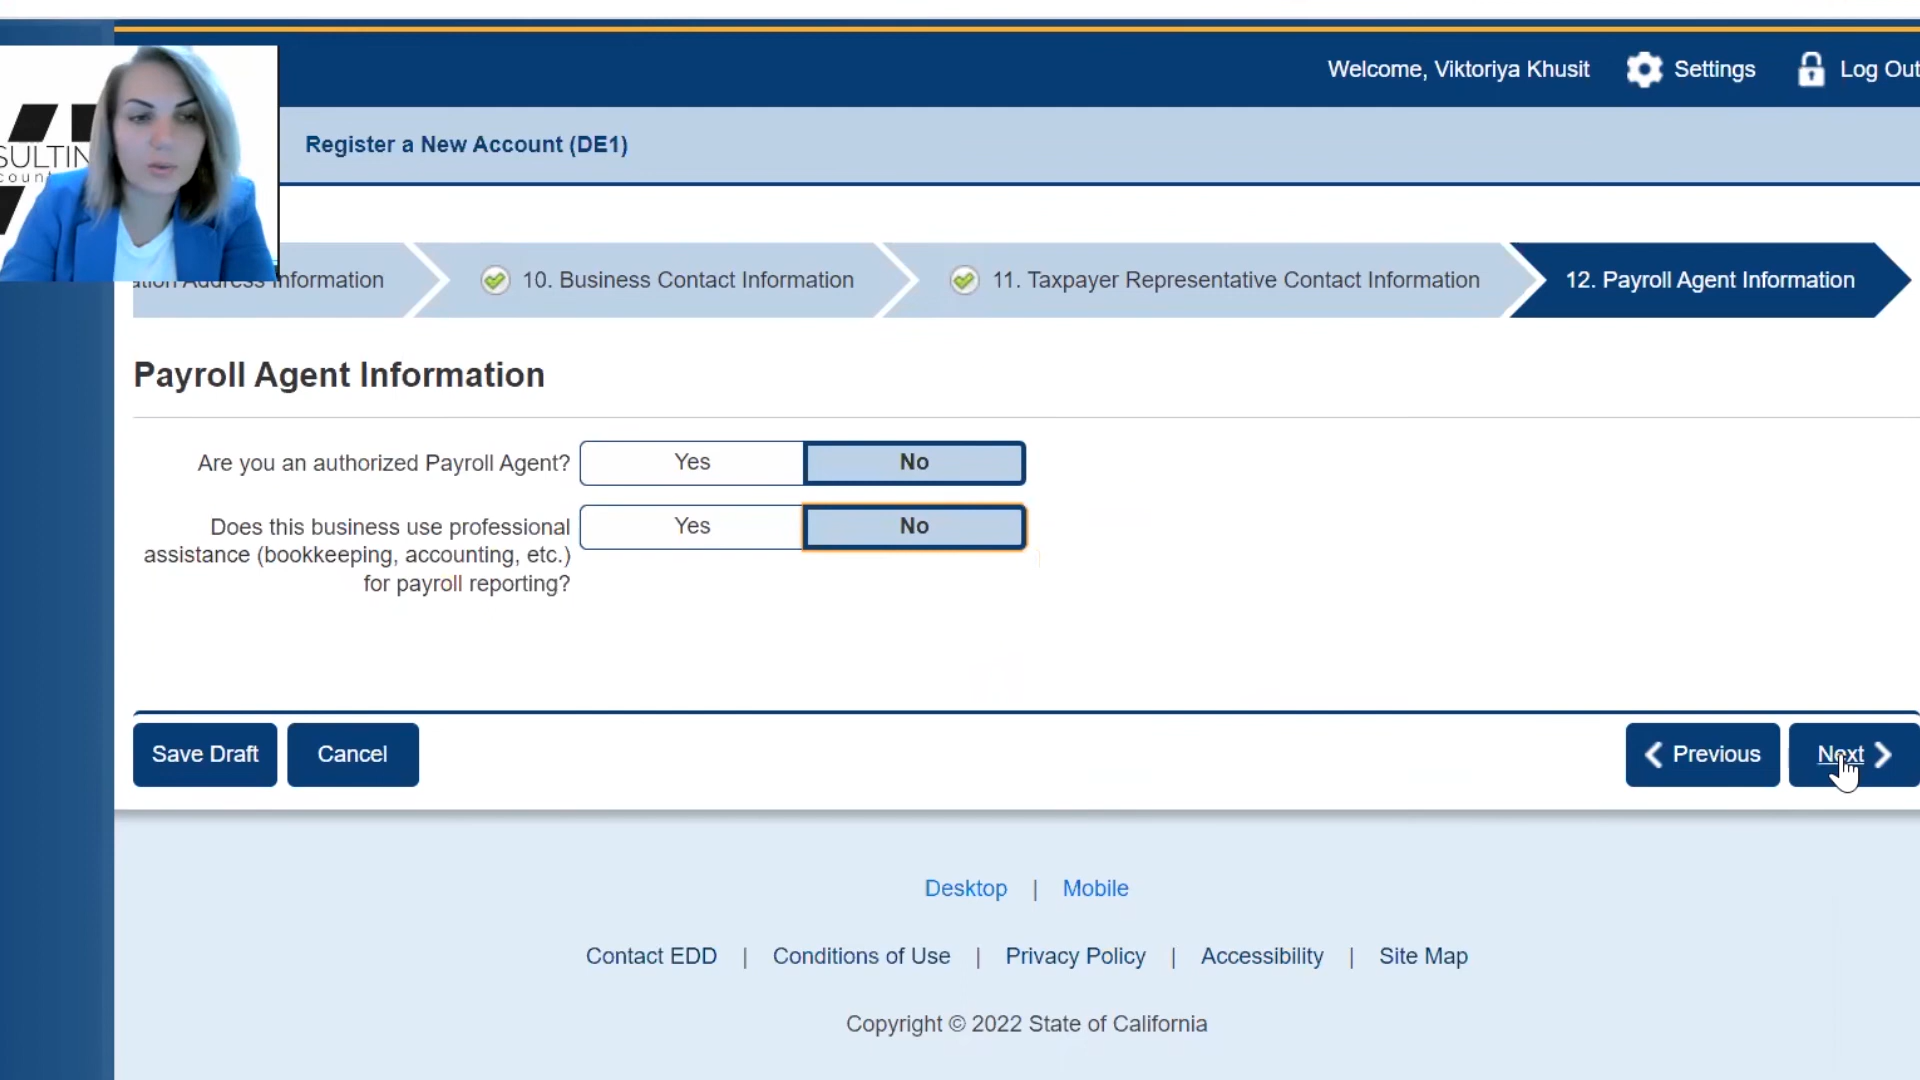 Welcome, Viktoriya Khusit Settings Log Out
SULTIN
coun
Register a New Account (DE1)
Information 10. Business Contact Information 11. Taxpayer Representative Contact Information 12. Payroll Agent Information
Payroll Agent Information
Are you an authorized Payroll Agent? Yes No
Does this business use professional Yes No
assistance (bookkeeping, accounting, etc.)
for payroll reporting?
Save Draft Cancel Previous Next
Desktop | Mobile
Contact EDD | Conditions of Use | Privacy Policy | Accessibility | Site Map
Copyright © 2022 State of California